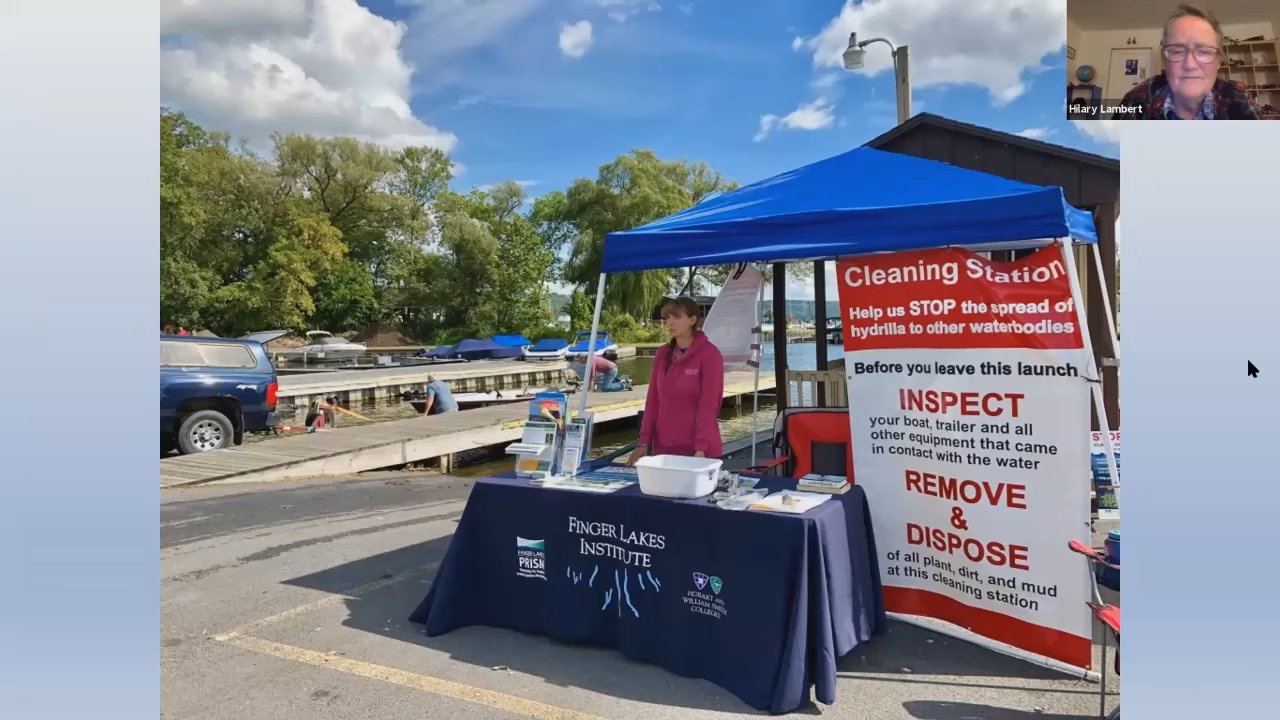 Hilary Lambert
Cleaning Station
Help us STOP the spread of
hydrilla to other waterbodies
Before you leave this launch
INSPECT
your boat, trailer and all
other equipment that came
in contact with the water
REMOVE
&
DISPOSE
of all plant, dirt, and mud
at this cleaning station
FINGER LAKES
INSTITUTE
FINGER LAKES
PRISM
HOBART AND
WILLIAM SMITH
COLLEGES